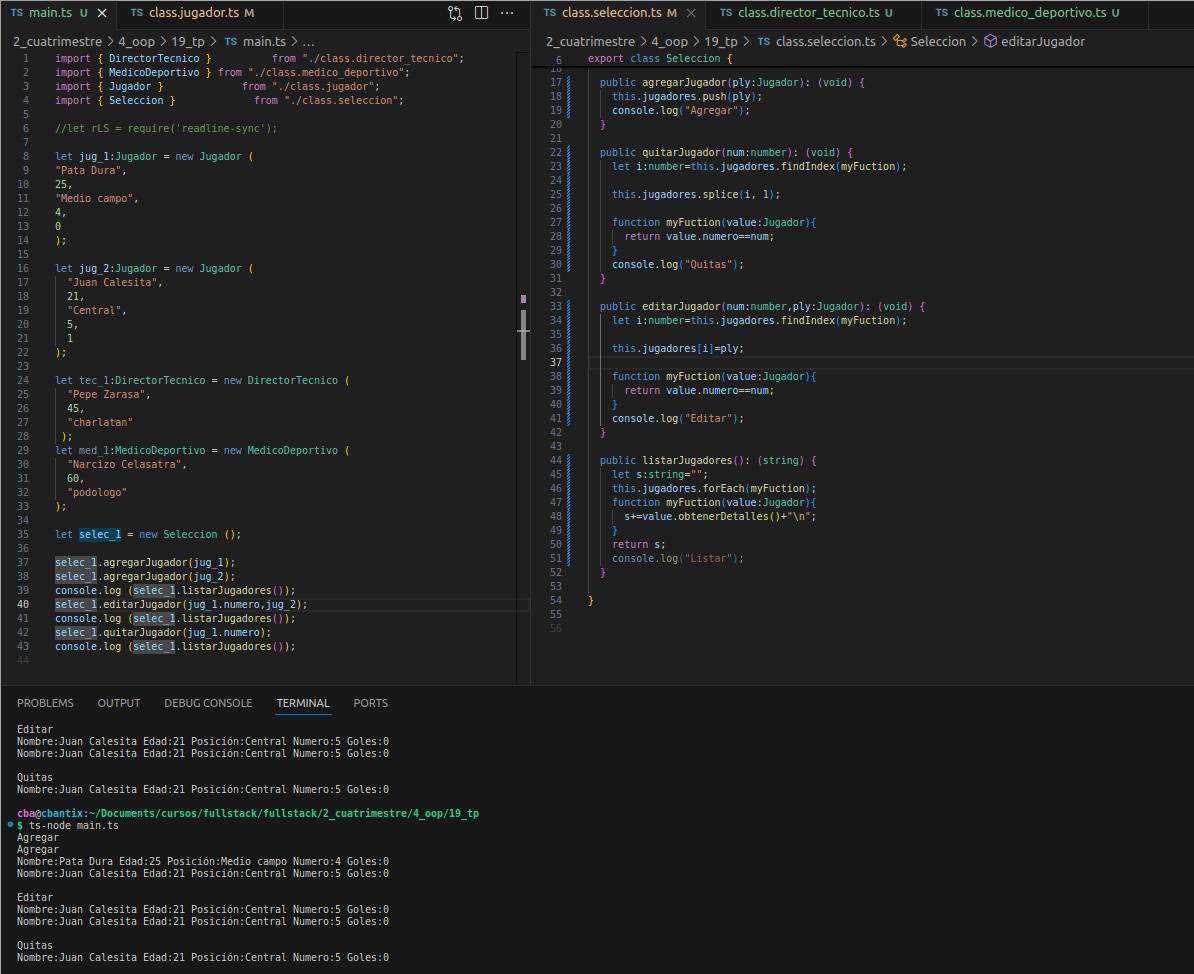 TS main.ts U ×
TS class.jugador.ts M
2_cuatrimestre > 4_oop > 19_tp > TS main.ts > ...
1 import { DirectorTecnico } from "./class.director_tecnico";
2 import { MedicoDeportivo } from "./class.medico_deportivo";
3 import { Jugador } from "./class.jugador";
4 import { Seleccion } from "./class.seleccion";
5
6 //let rLS = require('readline-sync');
7
8 let jug_1:Jugador = new Jugador (
9 "Pata Dura",
10 25,
11 "Medio campo",
12 4,
13 0
14 );
15
16 let jug_2:Jugador = new Jugador (
17 "Juan Calesita",
18 21,
19 "Central",
20 5,
21 1
22 );
23
24 let tec_1:DirectorTecnico = new DirectorTecnico (
25 "Pepe Zarasa",
26 45,
27 "charlatan"
28 );
29 let med_1:MedicoDeportivo = new MedicoDeportivo (
30 "Narcizo Celasatra",
31 60,
32 "podologo"
33 );
34
35 let selec_1 = new Seleccion ();
36
37 selec_1.agregarJugador(jug_1);
38 selec_1.agregarJugador(jug_2);
39 console.log (selec_1.listarJugadores());
40 selec_1.editarJugador(jug_1.numero,jug_2);
41 console.log (selec_1.listarJugadores());
42 selec_1.quitarJugador(jug_1.numero);
43 console.log (selec_1.listarJugadores());
44
TS class.seleccion.ts M ×
TS class.director_tecnico.ts U
TS class.medico_deportivo.ts U
2_cuatrimestre > 4_oop > 19_tp > TS class.seleccion.ts > Seleccion > editarJugador
6 export class Seleccion {
16
17 public agregarJugador(ply:Jugador): (void) {
18 this.jugadores.push(ply);
19 console.log("Agregar");
20 }
21
22 public quitarJugador(num:number): (void) {
23 let i:number=this.jugadores.findIndex(myFuction);
24
25 this.jugadores.splice(i, 1);
26
27 function myFuction(value:Jugador){
28 return value.numero==num;
29 }
30 console.log("Quitas");
31 }
32
33 public editarJugador(num:number,ply:Jugador): (void) {
34 let i:number=this.jugadores.findIndex(myFuction);
35
36 this.jugadores[i]=ply;
37
38 function myFuction(value:Jugador){
39 return value.numero==num;
40 }
41 console.log("Editar");
42 }
43
44 public listarJugadores(): (string) {
45 let s:string="";
46 this.jugadores.forEach(myFuction);
47 function myFuction(value:Jugador){
48 s+=value.obtenerDetalles()+"\n";
49 }
50 return s;
51 console.log("Listar");
52 }
53
54 }
55
56
PROBLEMS OUTPUT DEBUG CONSOLE TERMINAL PORTS
Editar
Nombre:Juan Calesita Edad:21 Posición:Central Numero:5 Goles:0
Nombre:Juan Calesita Edad:21 Posición:Central Numero:5 Goles:0
Quitas
Nombre:Juan Calesita Edad:21 Posición:Central Numero:5 Goles:0
cba@cbantix:~/Documents/cursos/fullstack/fullstack/2_cuatrimestre/4_oop/19_tp
$ ts-node main.ts
Agregar
Agregar
Nombre:Pata Dura Edad:25 Posición:Medio campo Numero:4 Goles:0
Nombre:Juan Calesita Edad:21 Posición:Central Numero:5 Goles:0
Editar
Nombre:Juan Calesita Edad:21 Posición:Central Numero:5 Goles:0
Nombre:Juan Calesita Edad:21 Posición:Central Numero:5 Goles:0
Quitas
Nombre:Juan Calesita Edad:21 Posición:Central Numero:5 Goles:0